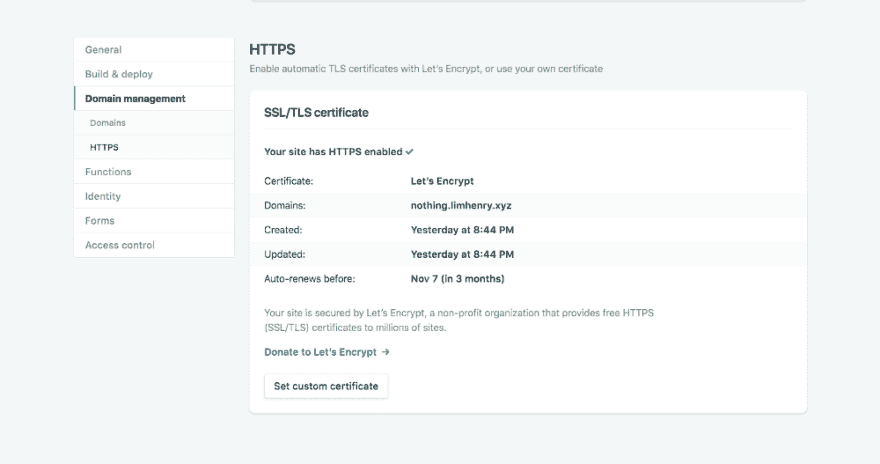 General
Build & deploy
Domain management
Domains
HTTPS
Functions
Identity
Forms
Access control
HTTPS
Enable automatic TLS certificates with Let's Encrypt, or use your own certificate
SSL/TLS certificate
Your site has HTTPS enabled ✓
Certificate: Let's Encrypt
Domains: nothing.limhenry.xyz
Created: Yesterday at 8:44 PM
Updated: Yesterday at 8:44 PM
Auto-renews before: Nov 7 (in 3 months)
Your site is secured by Let's Encrypt, a non-profit organization that provides free HTTPS
(SSL/TLS) certificates to millions of sites.
Donate to Let's Encrypt →
Set custom certificate